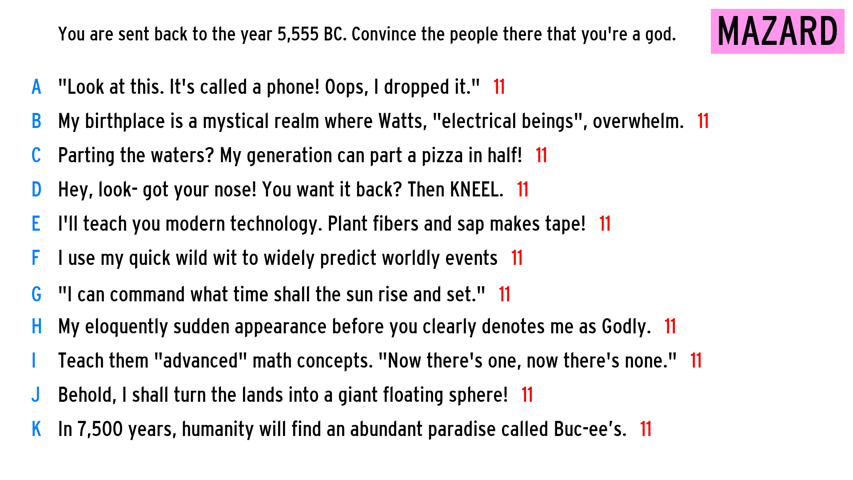 You are sent back to the year 5,555 BC. Convince the people there that you're a god.
MAZARD
A "Look at this. It's called a phone! Oops, I dropped it." 11
B My birthplace is a mystical realm where Watts, "electrical beings", overwhelm. 11
C Parting the waters? My generation can part a pizza in half! 11
D Hey, look- got your nose! You want it back? Then KNEEL. 11
E I'll teach you modern technology. Plant fibers and sap makes tape! 11
F I use my quick wild wit to widely predict worldly events 11
G "I can command what time shall the sun rise and set." 11
H My eloquently sudden appearance before you clearly denotes me as Godly. 11
I Teach them "advanced" math concepts. "Now there's one, now there's none." 11
J Behold, I shall turn the lands into a giant floating sphere! 11
K In 7,500 years, humanity will find an abundant paradise called Buc-ee’s. 11